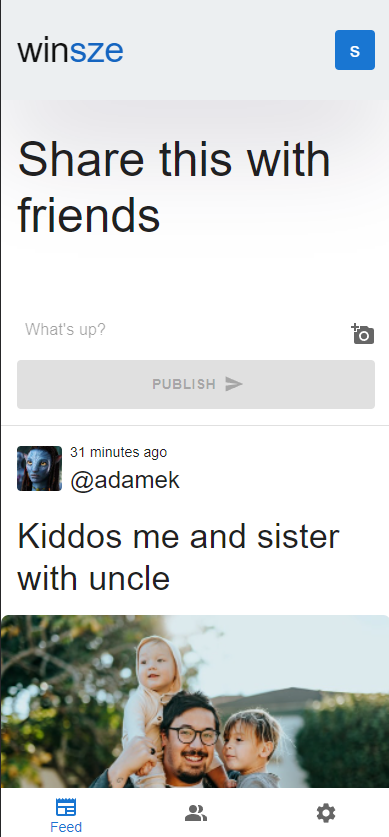 winsze
S
Share this with
friends
What's up?
PUBLISH
31 minutes ago
@adamek
Kiddos me and sister
with uncle
Feed